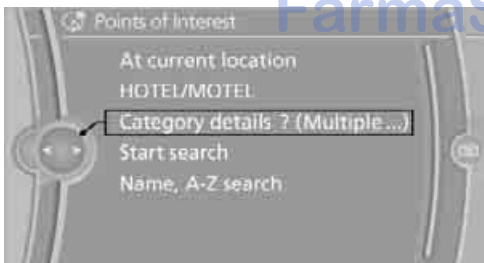 Points of Interest
At current location
HOTEL/MOTEL
Category details ? (Multiple ...)
Start search
Name, A-Z search